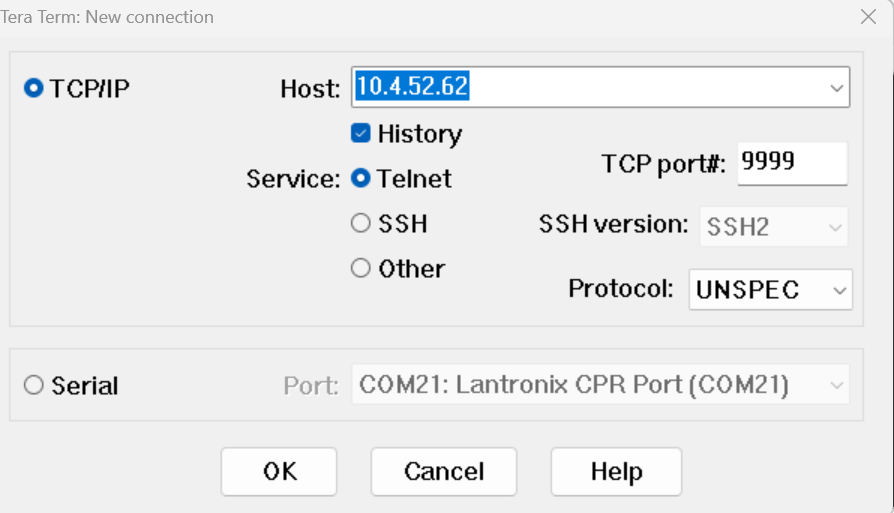 Tera Term: New connection
TCP/IP
Host: 10.4.52.62
History
Service: Telnet
TCP port#: 9999
SSH
SSH version: SSH2
Other
Protocol: UNSPEC
Serial
Port: COM21: Lantronix CPR Port (COM21)
OK
Cancel
Help